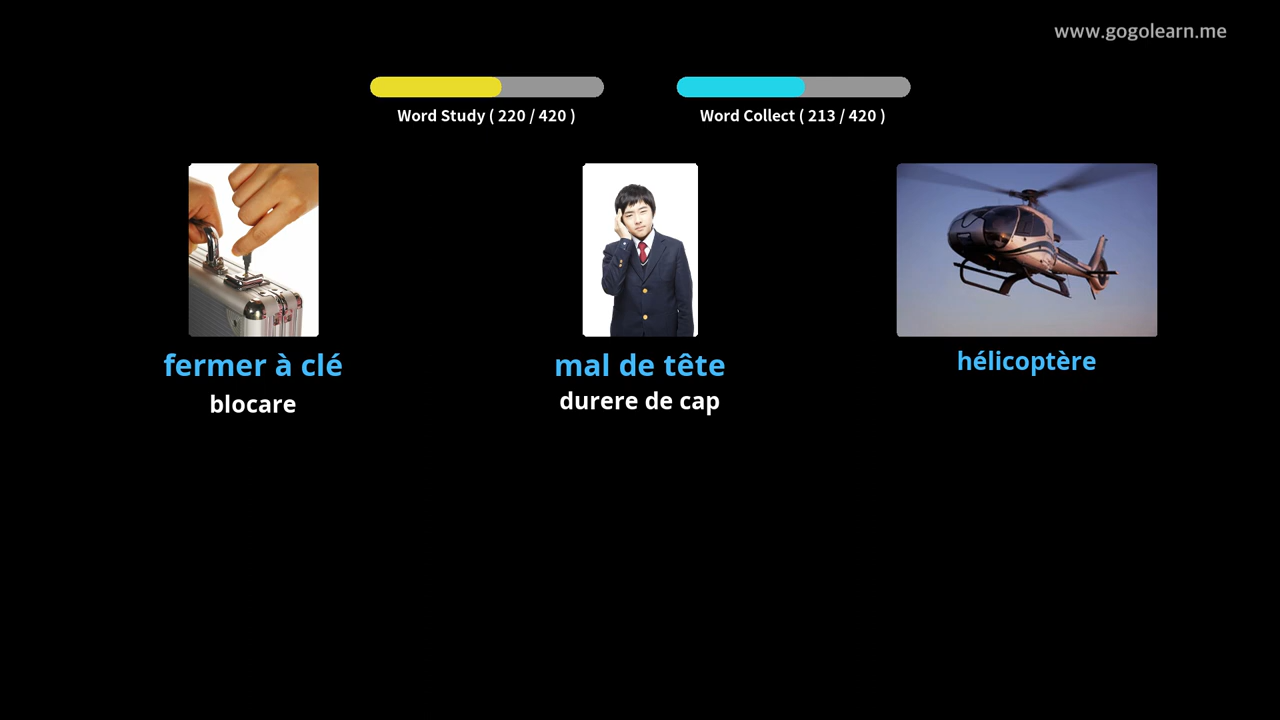 www.gogolearn.me
Word Study ( 220 / 420 )
Word Collect ( 213 / 420 )
fermer à clé
blocare
mal de tête
durere de cap
hélicoptère